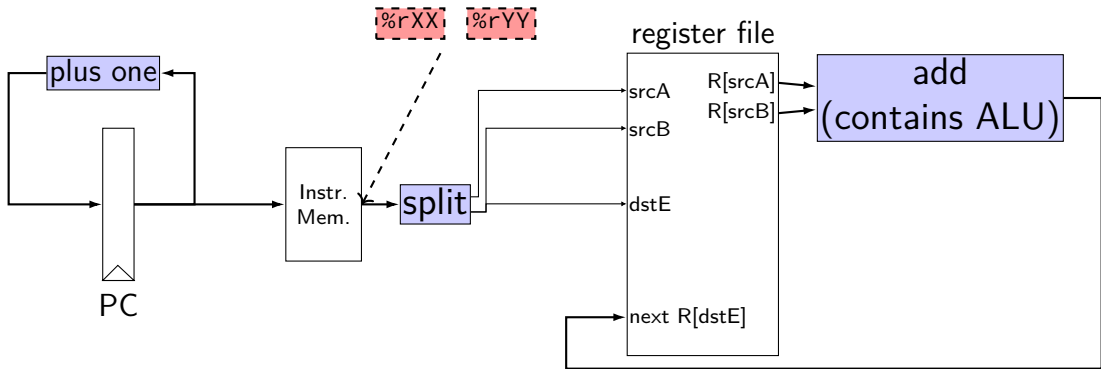 %rXX %rYY
register file
plus one
srcA
srcB
dstE
next R[dstE]
R[srcA]
R[srcB]
add
(contains ALU)
Instr.
Mem.
split
PC